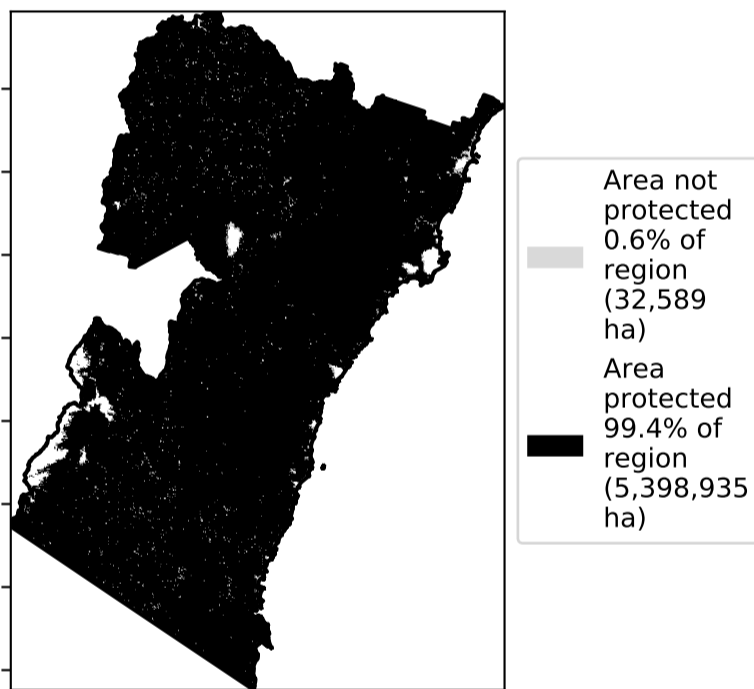 Area not
protected
0.6% of
region
(32,589
ha)
Area
protected
99.4% of
region
(5,398,935
ha)